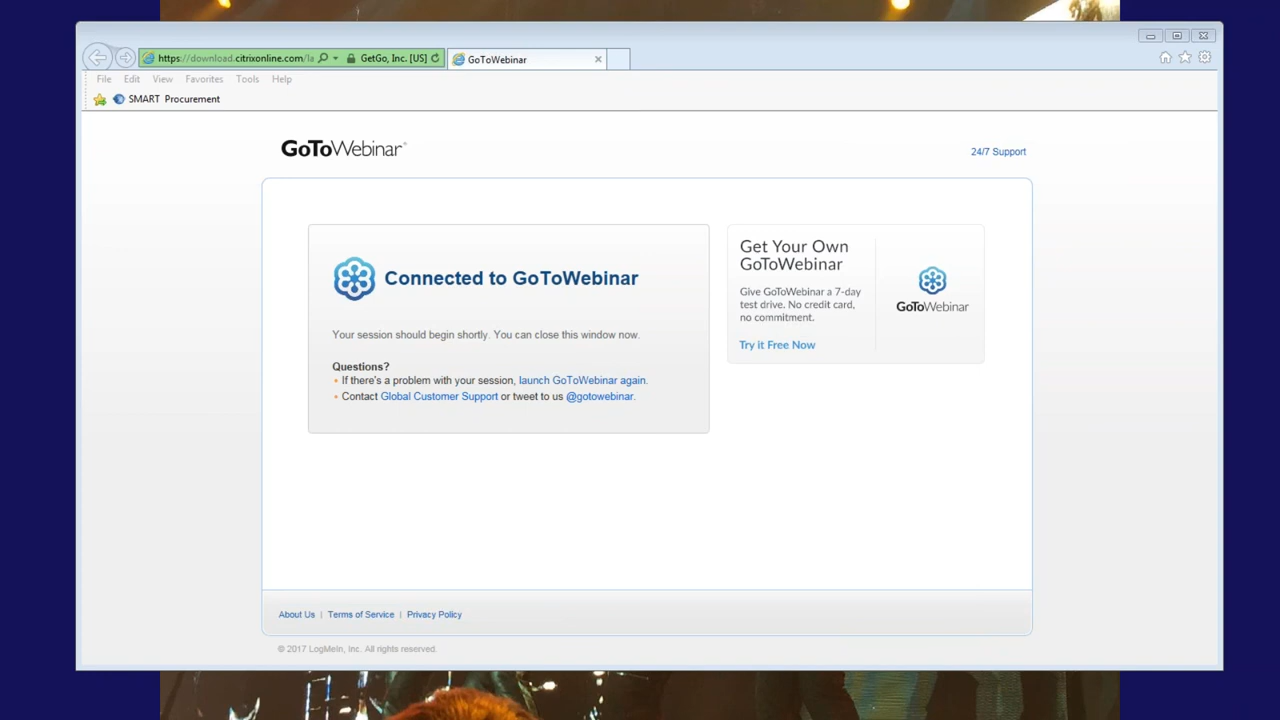 https://download.citrixonline.com/la
GetGo, Inc. [US]
GoToWebinar
File Edit View Favorites Tools Help
SMART Procurement
GoToWebinar
24/7 Support
Connected to GoToWebinar
Your session should begin shortly. You can close this window now.
Questions?
If there's a problem with your session, launch GoToWebinar again.
Contact Global Customer Support or tweet to us @gotowebinar.
Get Your Own
GoToWebinar
Give GoToWebinar a 7-day
test drive. No credit card,
no commitment.
Try it Free Now
GoToWebinar
About Us | Terms of Service | Privacy Policy
© 2017 LogMeIn, Inc. All rights reserved.